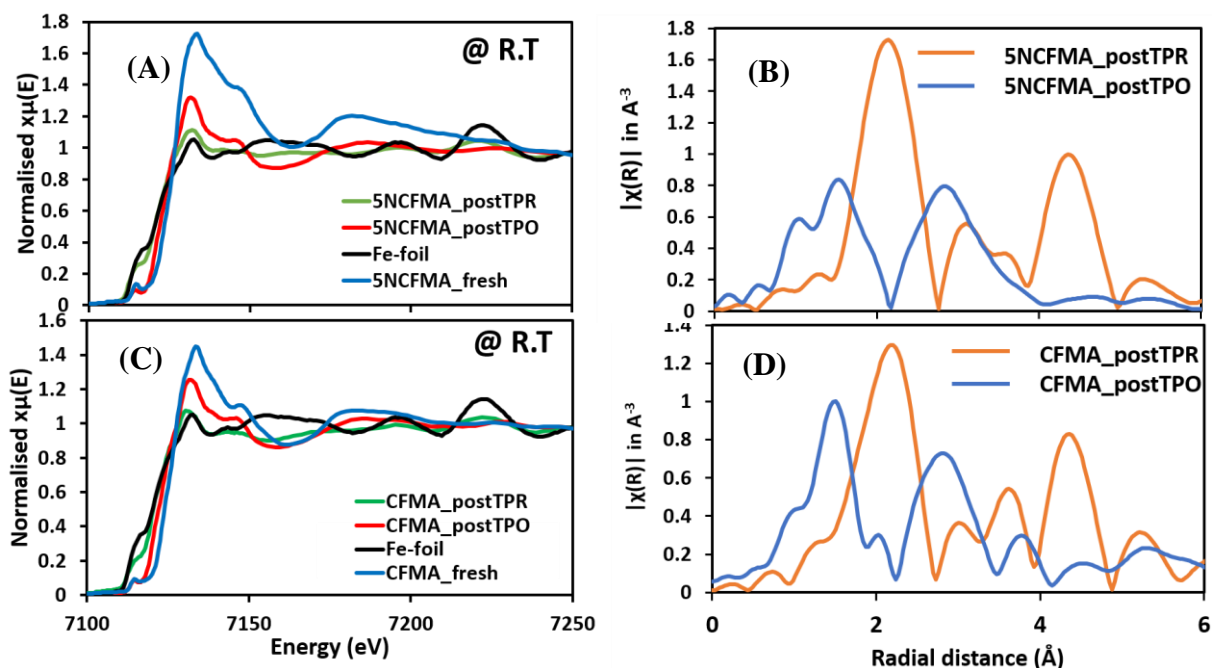 (A)
@ R.T
Normalised xμ(E)
1.8
1.6
1.4
1.2
1
0.8
0.6
0.4
0.2
0
5NCFMA_postTPR
5NCFMA_postTPO
Fe-foil
5NCFMA_fresh
(B)
|χ(R)| in A-3
1.8
1.6
1.4
1.2
1
0.8
0.6
0.4
0.2
0
5NCFMA_postTPR
5NCFMA_postTPO
(C)
@ R.T
Normalised xμ(E)
1.6
1.4
1.2
1
0.8
0.6
0.4
0.2
0
CFMA_postTPR
CFMA_postTPO
Fe-foil
CFMA_fresh
7100 7150 7200 7250
Energy (eV)
(D)
|χ(R)| in A-3
1.4
1.2
1
0.8
0.6
0.4
0.2
0
CFMA_postTPR
CFMA_postTPO
0 2 4 6
Radial distance (Å)